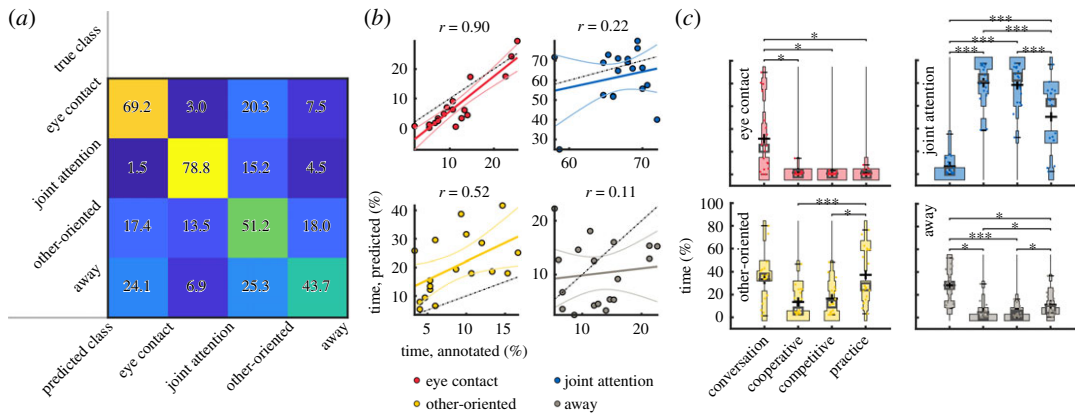 (a)
true class
eye contact
joint attention
other-oriented
away
69.2 3.0 20.3 7.5
1.5 78.8 15.2 4.5
17.4 13.5 51.2 18.0
24.1 6.9 25.3 43.7
predicted class
eye contact
joint attention
other-oriented
away
(b)
time, predicted (%)
r = 0.90
30
20
10
0
10 20
r = 0.22
70
60
50
40
30
60 70
r = 0.52
40
30
20
10
5 10 15
r = 0.11
20
10
0
10 20
time, annotated (%)
eye contact
joint attention
other-oriented
away
(c)
eye contact
*
*
*
joint attention
***
***
***
*** ***
time (%)
other-oriented
100
80
60
40
20
0
***
*
conversation
cooperative
competitive
practice
away
*
*
***
* *